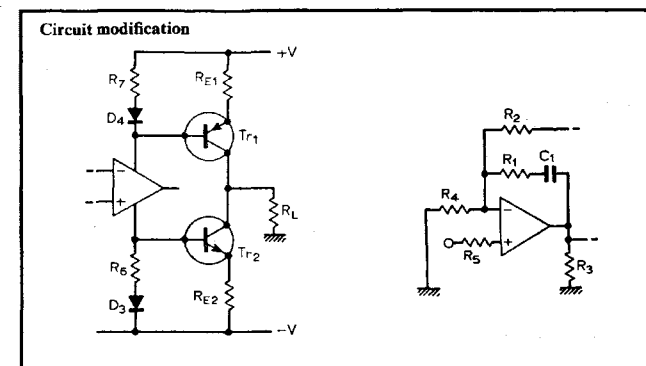 Circuit modification
+V
R7
RE1
D4
Tr1
−
+
RL
Tr2
R6
D3
RE2
−V
R2
R1
C1
R4
−
+
R5
R3